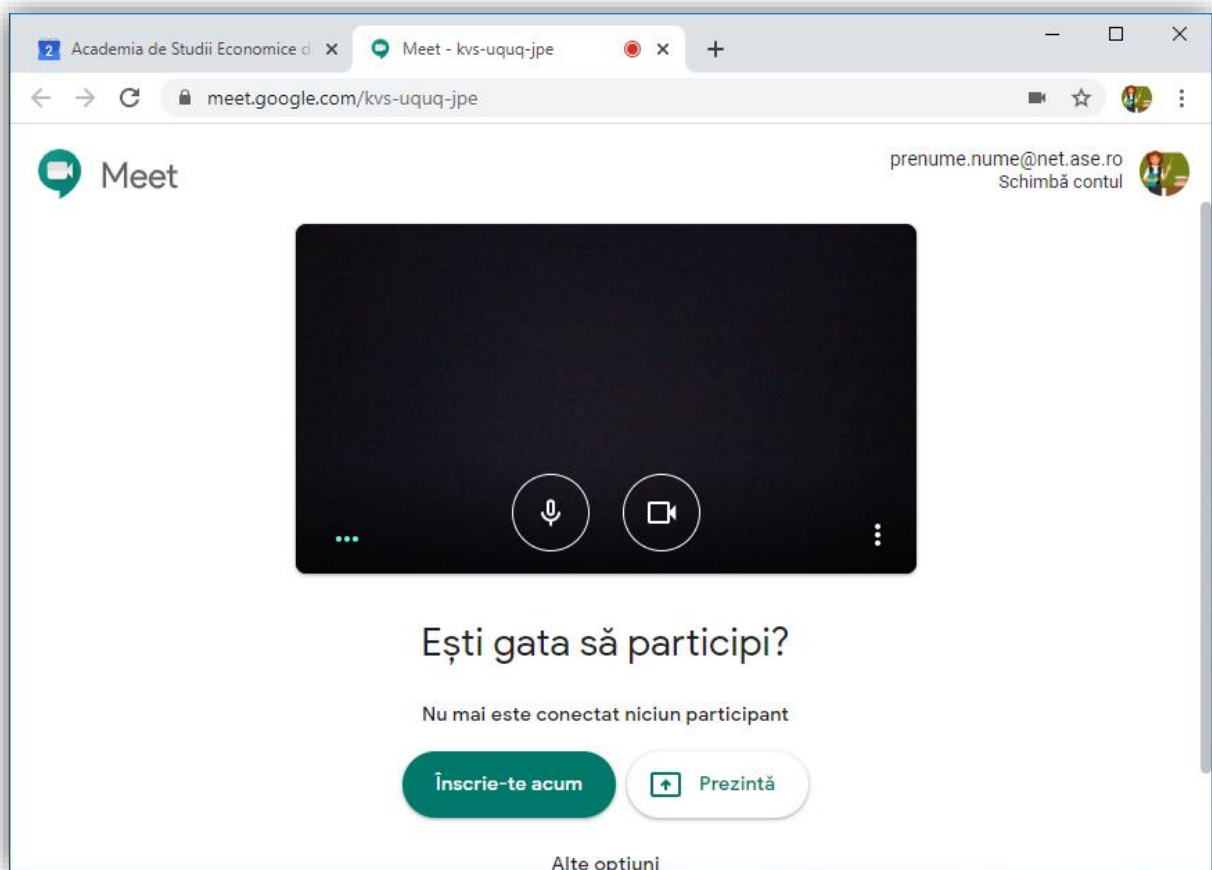 2 Academia de Studii Economice d
Meet - kvs-uquq-jpe
meet.google.com/kvs-uquq-jpe
Meet
prenume.nume@net.ase.ro
Schimbă contul
Ești gata să participi?
Nu mai este conectat niciun participant
Înscrie-te acum
Prezintă
Alte opțiuni